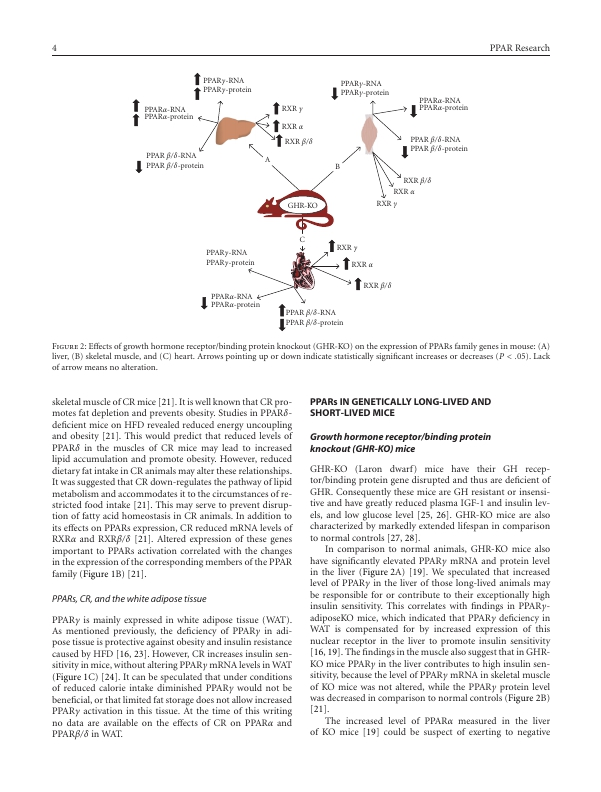 4
PPAR Research
PPARγ-RNA
PPARγ-protein
PPARα-RNA
PPARα-protein
RXR γ
RXR α
RXR β/δ
PPAR β/δ-RNA
PPAR β/δ-protein
A
PPARγ-RNA
PPARγ-protein
PPARα-RNA
PPARα-protein
PPAR β/δ-RNA
PPAR β/δ-protein
B
RXR β/δ
RXR α
RXR γ
GHR-KO
C
PPARγ-RNA
PPARγ-protein
RXR γ
RXR α
RXR β/δ
PPARα-RNA
PPARα-protein
PPAR β/δ-RNA
PPAR β/δ-protein
Figure 2: Effects of growth hormone receptor/binding protein knockout (GHR-KO) on the expression of PPARs family genes in mouse: (A)
liver, (B) skeletal muscle, and (C) heart. Arrows pointing up or down indicate statistically significant increases or decreases (P < .05). Lack
of arrow means no alteration.
skeletal muscle of CR mice [21]. It is well known that CR pro-
motes fat depletion and prevents obesity. Studies in PPARδ-
deficient mice on HFD revealed reduced energy uncoupling
and obesity [21]. This would predict that reduced levels of
PPARδ in the muscles of CR mice may lead to increased
lipid accumulation and promote obesity. However, reduced
dietary fat intake in CR animals may alter these relationships.
It was suggested that CR down-regulates the pathway of lipid
metabolism and accommodates it to the circumstances of re-
stricted food intake [21]. This may serve to prevent disrup-
tion of fatty acid homeostasis in CR animals. In addition to
its effects on PPARs expression, CR reduced mRNA levels of
RXRα and RXRβ/δ [21]. Altered expression of these genes
important to PPARs activation correlated with the changes
in the expression of the corresponding members of the PPAR
family (Figure 1B) [21].
PPARs, CR, and the white adipose tissue
PPARγ is mainly expressed in white adipose tissue (WAT).
As mentioned previously, the deficiency of PPARγ in adi-
pose tissue is protective against obesity and insulin resistance
caused by HFD [16, 23]. However, CR increases insulin sen-
sitivity in mice, without altering PPARγ mRNA levels in WAT
(Figure 1C) [24]. It can be speculated that under conditions
of reduced calorie intake diminished PPARγ would not be
beneficial, or that limited fat storage does not allow increased
PPARγ activation in this tissue. At the time of this writing
no data are available on the effects of CR on PPARα and
PPARβ/δ in WAT.
PPARs IN GENETICALLY LONG-LIVED AND
SHORT-LIVED MICE
Growth hormone receptor/binding protein
knockout (GHR-KO) mice
GHR-KO (Laron dwarf) mice have their GH recep-
tor/binding protein gene disrupted and thus are deficient of
GHR. Consequently these mice are GH resistant or insensi-
tive and have greatly reduced plasma IGF-1 and insulin lev-
els, and low glucose level [25, 26]. GHR-KO mice are also
characterized by markedly extended lifespan in comparison
to normal controls [27, 28].
In comparison to normal animals, GHR-KO mice also
have significantly elevated PPARγ mRNA and protein level
in the liver (Figure 2A) [19]. We speculated that increased
level of PPARγ in the liver of those long-lived animals may
be responsible for or contribute to their exceptionally high
insulin sensitivity. This correlates with findings in PPARγ-
adiposeKO mice, which indicated that PPARγ deficiency in
WAT is compensated for by increased expression of this
nuclear receptor in the liver to promote insulin sensitivity
[16, 19]. The findings in the muscle also suggest that in GHR-
KO mice PPARγ in the liver contributes to high insulin sen-
sitivity, because the level of PPARγ mRNA in skeletal muscle
of KO mice was not altered, while the PPARγ protein level
was decreased in comparison to normal controls (Figure 2B)
[21].
The increased level of PPARα measured in the liver
of KO mice [19] could be suspect of exerting to negative